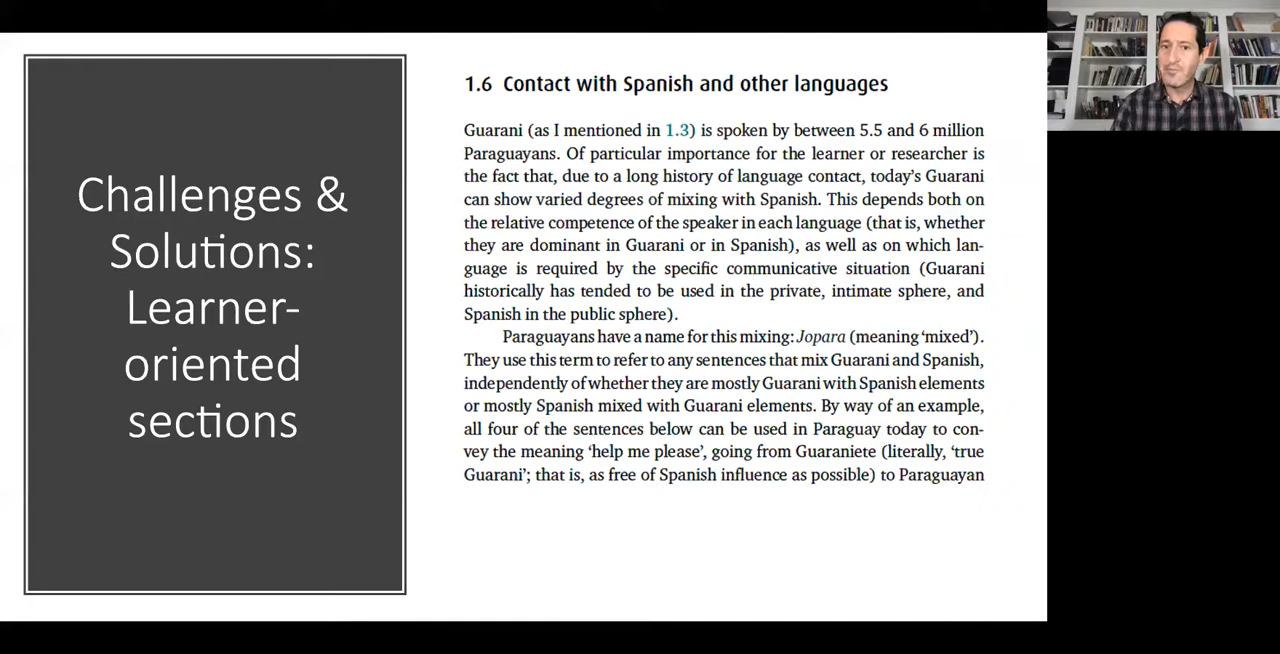 Challenges &
Solutions:
Learner-
oriented
sections
1.6 Contact with Spanish and other languages
Guarani (as I mentioned in 1.3) is spoken by between 5.5 and 6 million
Paraguayans. Of particular importance for the learner or researcher is
the fact that, due to a long history of language contact, today's Guarani
can show varied degrees of mixing with Spanish. This depends both on
the relative competence of the speaker in each language (that is, whether
they are dominant in Guarani or in Spanish), as well as on which lan-
guage is required by the specific communicative situation (Guarani
historically has tended to be used in the private, intimate sphere, and
Spanish in the public sphere).
Paraguayans have a name for this mixing: Jopara (meaning ‘mixed’).
They use this term to refer to any sentences that mix Guarani and Spanish,
independently of whether they are mostly Guarani with Spanish elements
or mostly Spanish mixed with Guarani elements. By way of an example,
all four of the sentences below can be used in Paraguay today to con-
vey the meaning ‘help me please’, going from Guaraniete (literally, ‘true
Guarani’; that is, as free of Spanish influence as possible) to Paraguayan